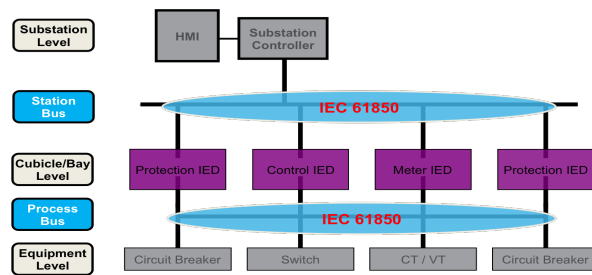 Substation
Level
HMI
Substation
Controller
Station
Bus
IEC 61850
Cubicle/Bay
Level
Protection IED
Control IED
Meter IED
Protection IED
Process
Bus
IEC 61850
Equipment
Level
Circuit Breaker
Switch
CT / VT
Circuit Breaker